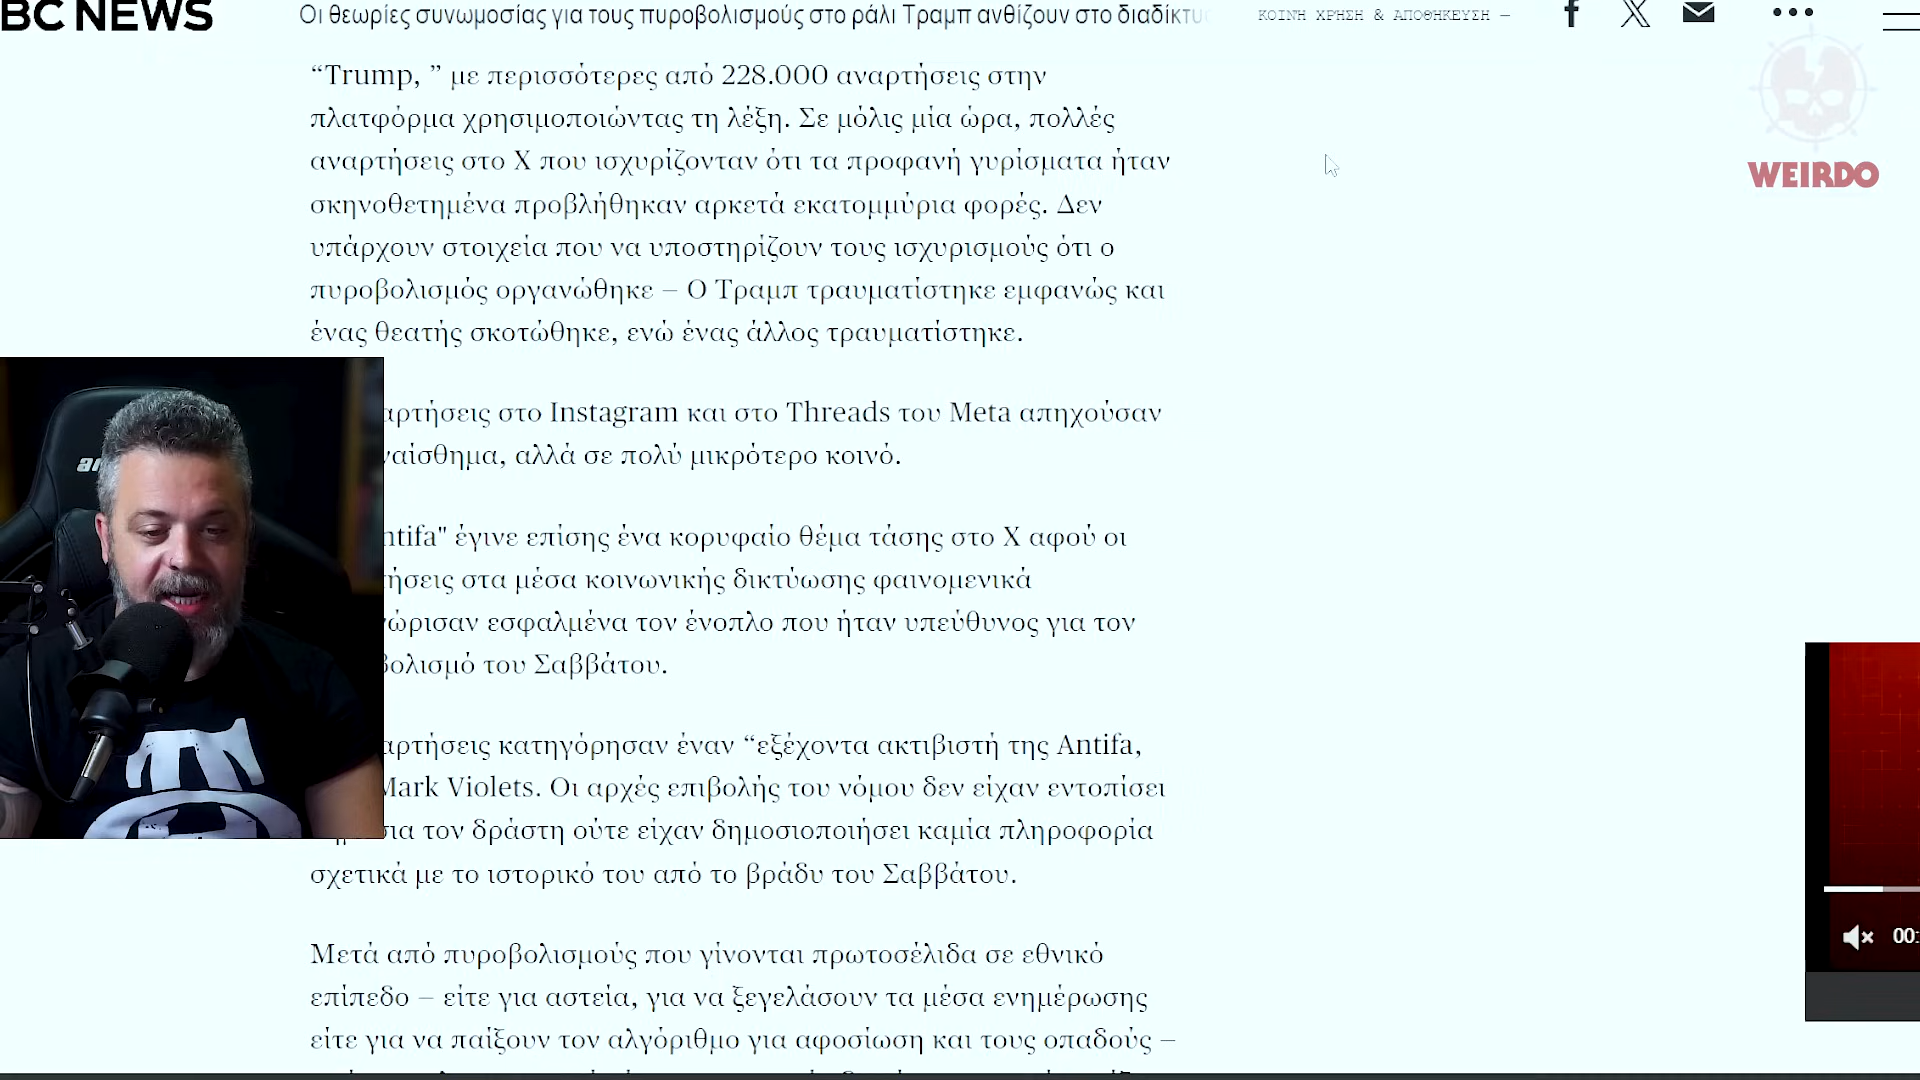 BC NEWS
Οι θεωρίες συνωμοσίας για τους πυροβολισμούς στο ράλι Τραμπ ανθίζουν στο διαδίκτυο
ΚΟΙΝΗ ΧΡΗΣΗ & ΑΠΟΘΗΚΕΥΣΗ —
WEIRDO
“Trump, ” με περισσότερες από 228.000 αναρτήσεις στην
πλατφόρμα χρησιμοποιώντας τη λέξη. Σε μόλις μία ώρα, πολλές
αναρτήσεις στο X που ισχυρίζονταν ότι τα προφανή γυρίσματα ήταν
σκηνοθετημένα προβλήθηκαν αρκετά εκατομμύρια φορές. Δεν
υπάρχουν στοιχεία που να υποστηρίζουν τους ισχυρισμούς ότι ο
πυροβολισμός οργανώθηκε – Ο Τραμπ τραυματίστηκε εμφανώς και
ένας θεατής σκοτώθηκε, ενώ ένας άλλος τραυματίστηκε.
αρτήσεις στο Instagram και στο Threads του Meta απηχούσαν
ναίσθημα, αλλά σε πολύ μικρότερο κοινό.
ntifa" έγινε επίσης ένα κορυφαίο θέμα τάσης στο X αφού οι
τήσεις στα μέσα κοινωνικής δικτύωσης φαινομενικά
νώρισαν εσφαλμένα τον ένοπλο που ήταν υπεύθυνος για τον
βολισμό του Σαββάτου.
αρτήσεις κατηγόρησαν έναν “εξέχοντα ακτιβιστή της Antifa,
Mark Violets. Οι αρχές επιβολής του νόμου δεν είχαν εντοπίσει
σια τον δράστη ούτε είχαν δημοσιοποιήσει καμία πληροφορία
σχετικά με το ιστορικό του από το βράδυ του Σαββάτου.
Μετά από πυροβολισμούς που γίνονται πρωτοσέλιδα σε εθνικό
επίπεδο – είτε για αστεία, για να ξεγελάσουν τα μέσα ενημέρωσης
είτε για να παίξουν τον αλγόριθμο για αφοσίωση και τους οπαδούς –
00: